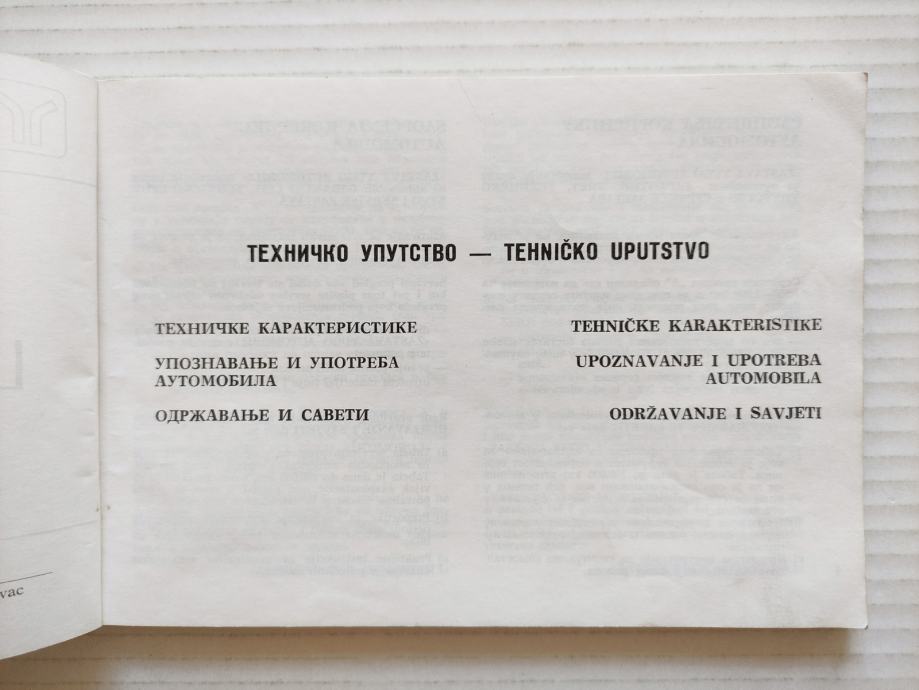 ТЕХНИЧКО УПУТСТВО — TEHNIČKO UPUTSTVO
ТЕХНИЧКЕ КАРАКТЕРИСТИКЕ
УПОЗНАВАЊЕ И УПОТРЕБА
АУТОМОБИЛА
ОДРЖАВАЊЕ И САВЕТИ
TEHNIČKE KARAKTERISTIKE
UPOZNAVANJE I UPOTREBA
AUTOMOBILA
ODRŽAVANJE I SAVJETI
vac